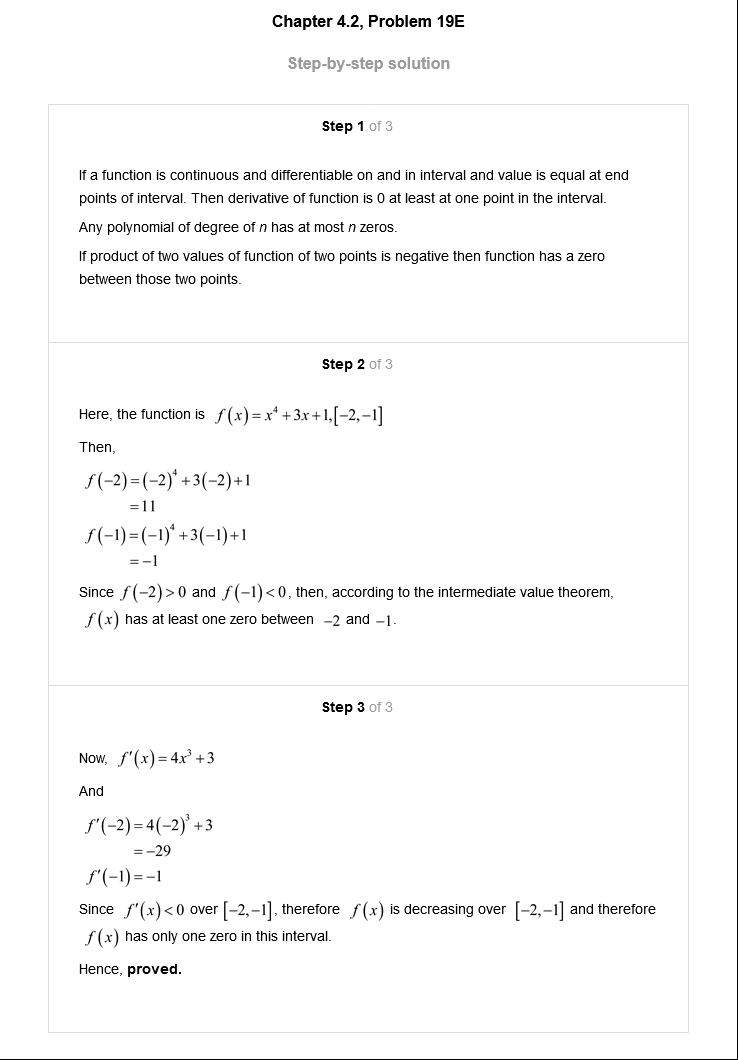 Chapter 4.2, Problem 19E
Step-by-step solution
Step 1 of 3
If a function is continuous and differentiable on and in interval and value is equal at end
points of interval. Then derivative of function is 0 at least at one point in the interval.
Any polynomial of degree of n has at most n zeros.
If product of two values of function of two points is negative then function has a zero
between those two points.
Step 2 of 3
Here, the function is f(x)=x⁴+3x+1,[−2,−1]
Then,
f(−2)=(−2)⁴+3(−2)+1
=11
f(−1)=(−1)⁴+3(−1)+1
=−1
Since f(−2)>0 and f(−1)<0, then, according to the intermediate value theorem,
f(x) has at least one zero between −2 and −1.
Step 3 of 3
Now, f′(x)=4x³+3
And
f′(−2)=4(−2)³+3
=−29
f′(−1)=−1
Since f′(x)<0 over [−2,−1], therefore f(x) is decreasing over [−2,−1] and therefore
f(x) has only one zero in this interval.
Hence, proved.